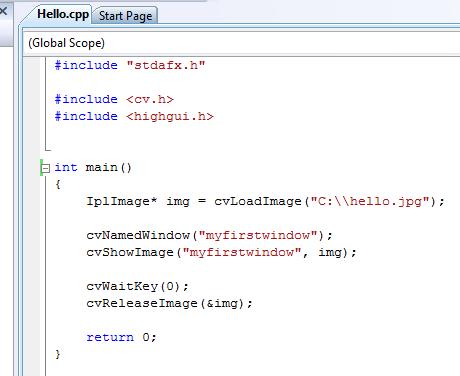 Hello.cpp Start Page
(Global Scope)
#include "stdafx.h"
#include <cv.h>
#include <highgui.h>
int main()
{
IplImage* img = cvLoadImage("C:\\hello.jpg");
cvNamedWindow("myfirstwindow");
cvShowImage("myfirstwindow", img);
cvWaitKey(0);
cvReleaseImage(&img);
return 0;
}